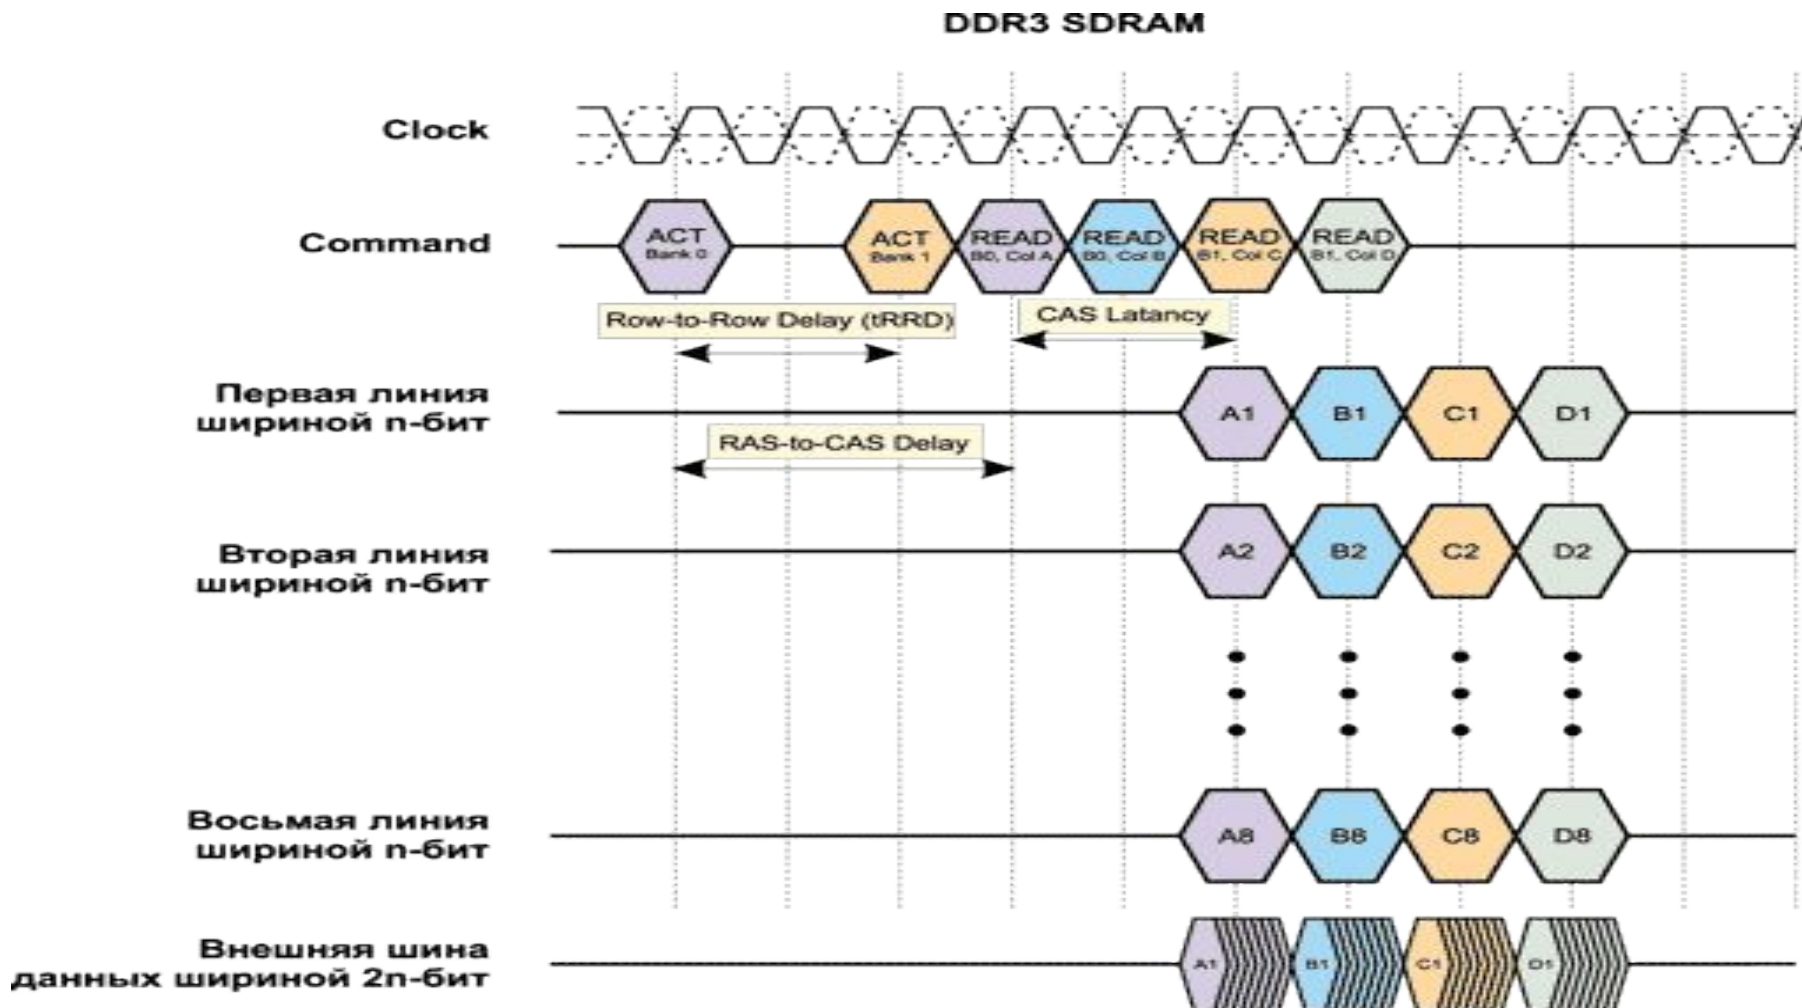 DDR3 SDRAM
Clock
Command
ACT
Bank 0
ACT
Bank 1
READ
B0, Col A
READ
B0, Col B
READ
B1, Col C
READ
B1, Col D
Row-to-Row Delay (tRRD)
CAS Latancy
Первая линия
шириной n-бит
A1
B1
C1
D1
RAS-to-CAS Delay
Вторая линия
шириной n-бит
A2
B2
C2
D2
Восьмая линия
шириной n-бит
A8
B8
C8
D8
Внешняя шина
данных шириной 2n-бит
A1
B1
C1
D1